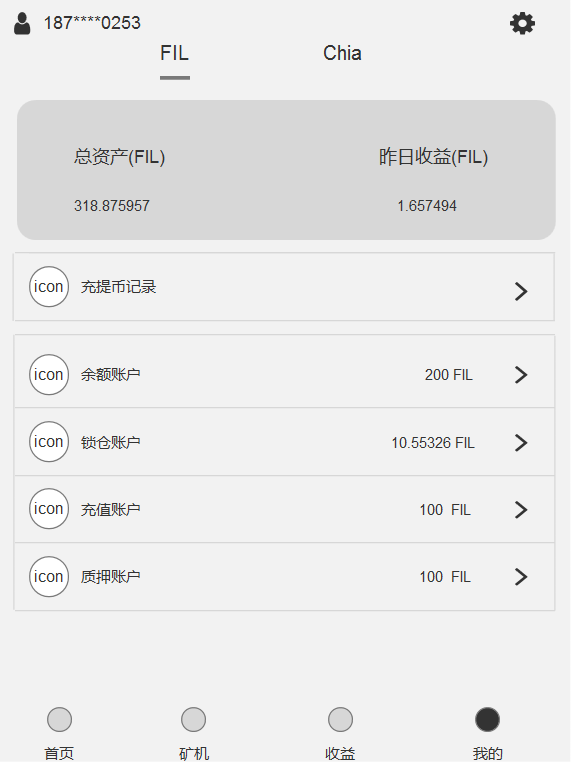 187****0253
FIL Chia
总资产(FIL) 昨日收益(FIL)
318.875957 1.657494
icon 充提币记录
icon 余额账户 200 FIL
icon 锁仓账户 10.55326 FIL
icon 充值账户 100  FIL
icon 质押账户 100  FIL
首页 矿机 收益 我的